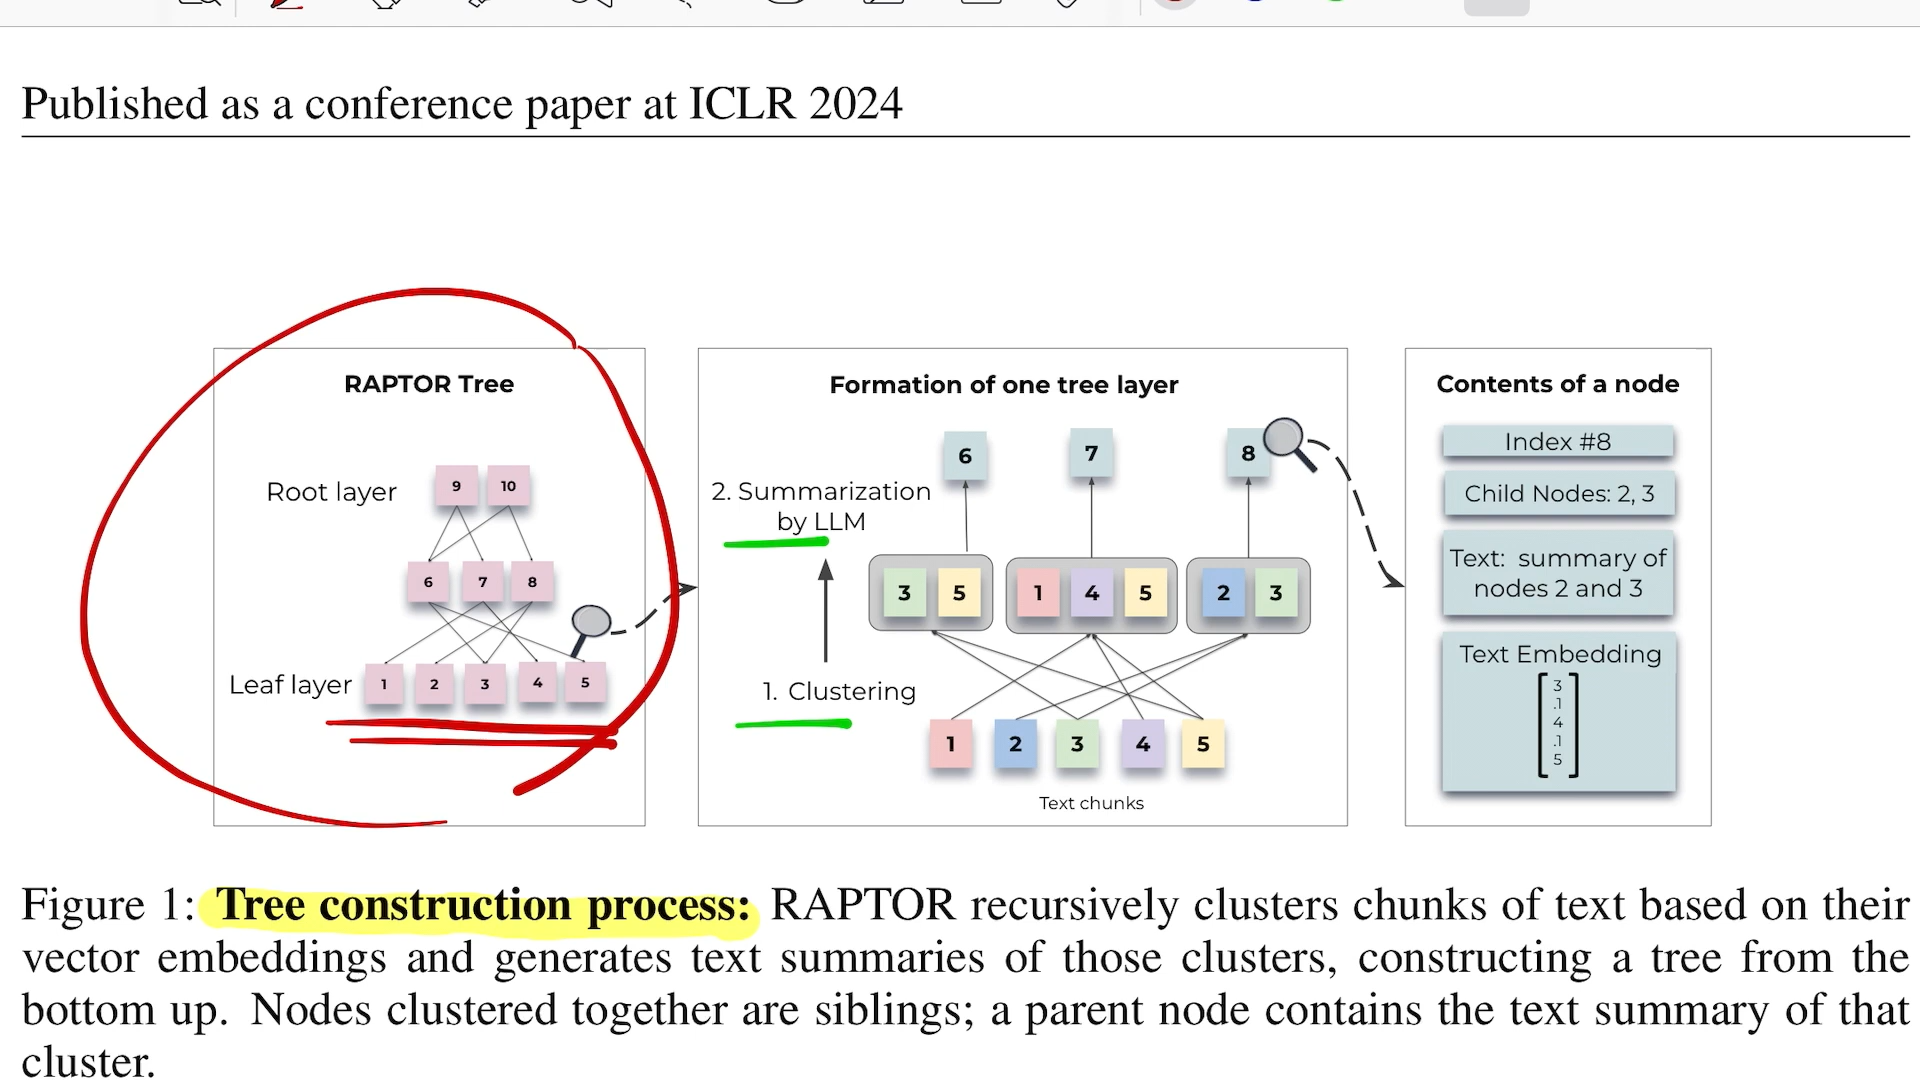 Published as a conference paper at ICLR 2024
RAPTOR Tree
Root layer
9 10
6 7 8
Leaf layer 1 2 3 4 5
Formation of one tree layer
6 7 8
2. Summarization
by LLM
3 5 1 4 5 2 3
1. Clustering
1 2 3 4 5
Text chunks
Contents of a node
Index #8
Child Nodes: 2, 3
Text: summary of
nodes 2 and 3
Text Embedding
3
.1
4
.1
5
Figure 1: Tree construction process: RAPTOR recursively clusters chunks of text based on their
vector embeddings and generates text summaries of those clusters, constructing a tree from the
bottom up. Nodes clustered together are siblings; a parent node contains the text summary of that
cluster.